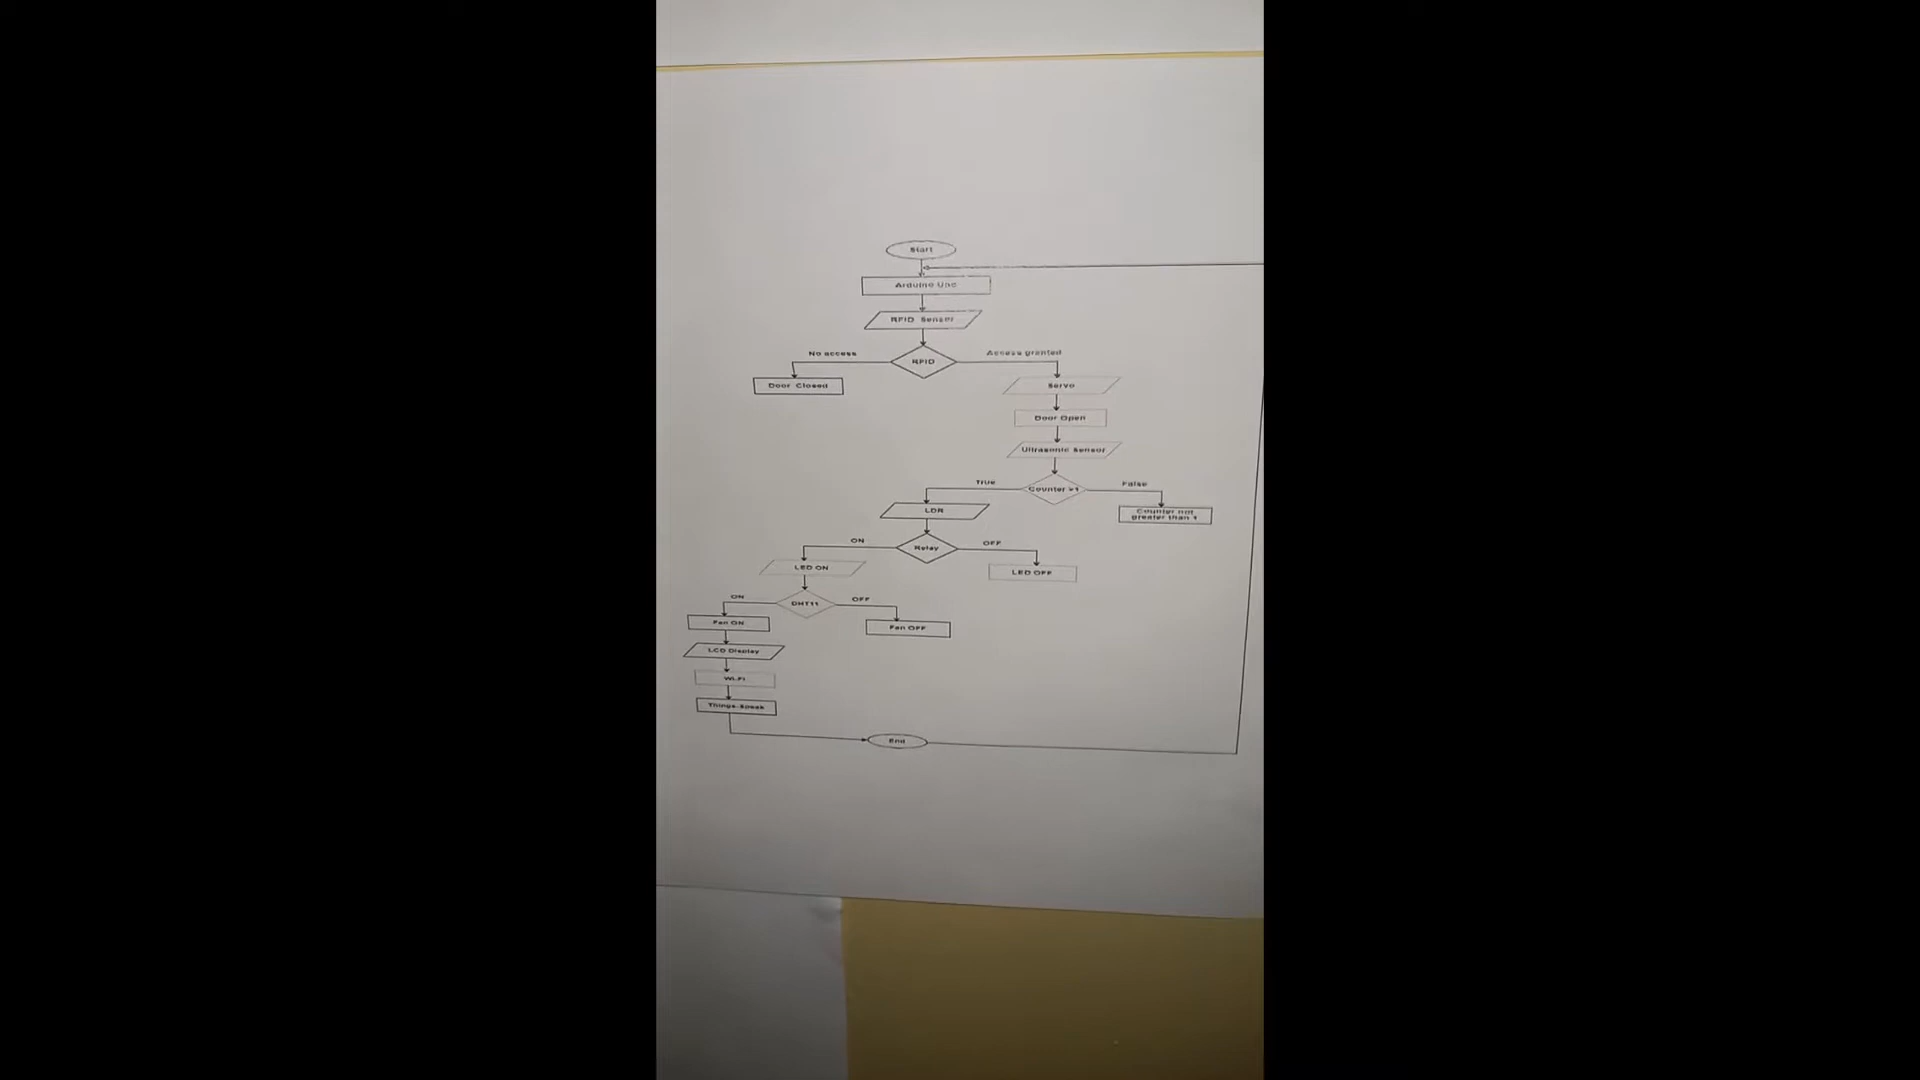 Start
Arduino Uno
RFID Sensor
No access
RFID
Access granted
Door Closed
Servo
Door Open
Ultrasonic Sensor
True
Counter >1
False
LDR
Counter not
greater than 1
ON
Relay
OFF
LED ON
LED OFF
ON
DHT11
OFF
Fan ON
Fan OFF
LCD Display
Wi-Fi
Things-Speak
End